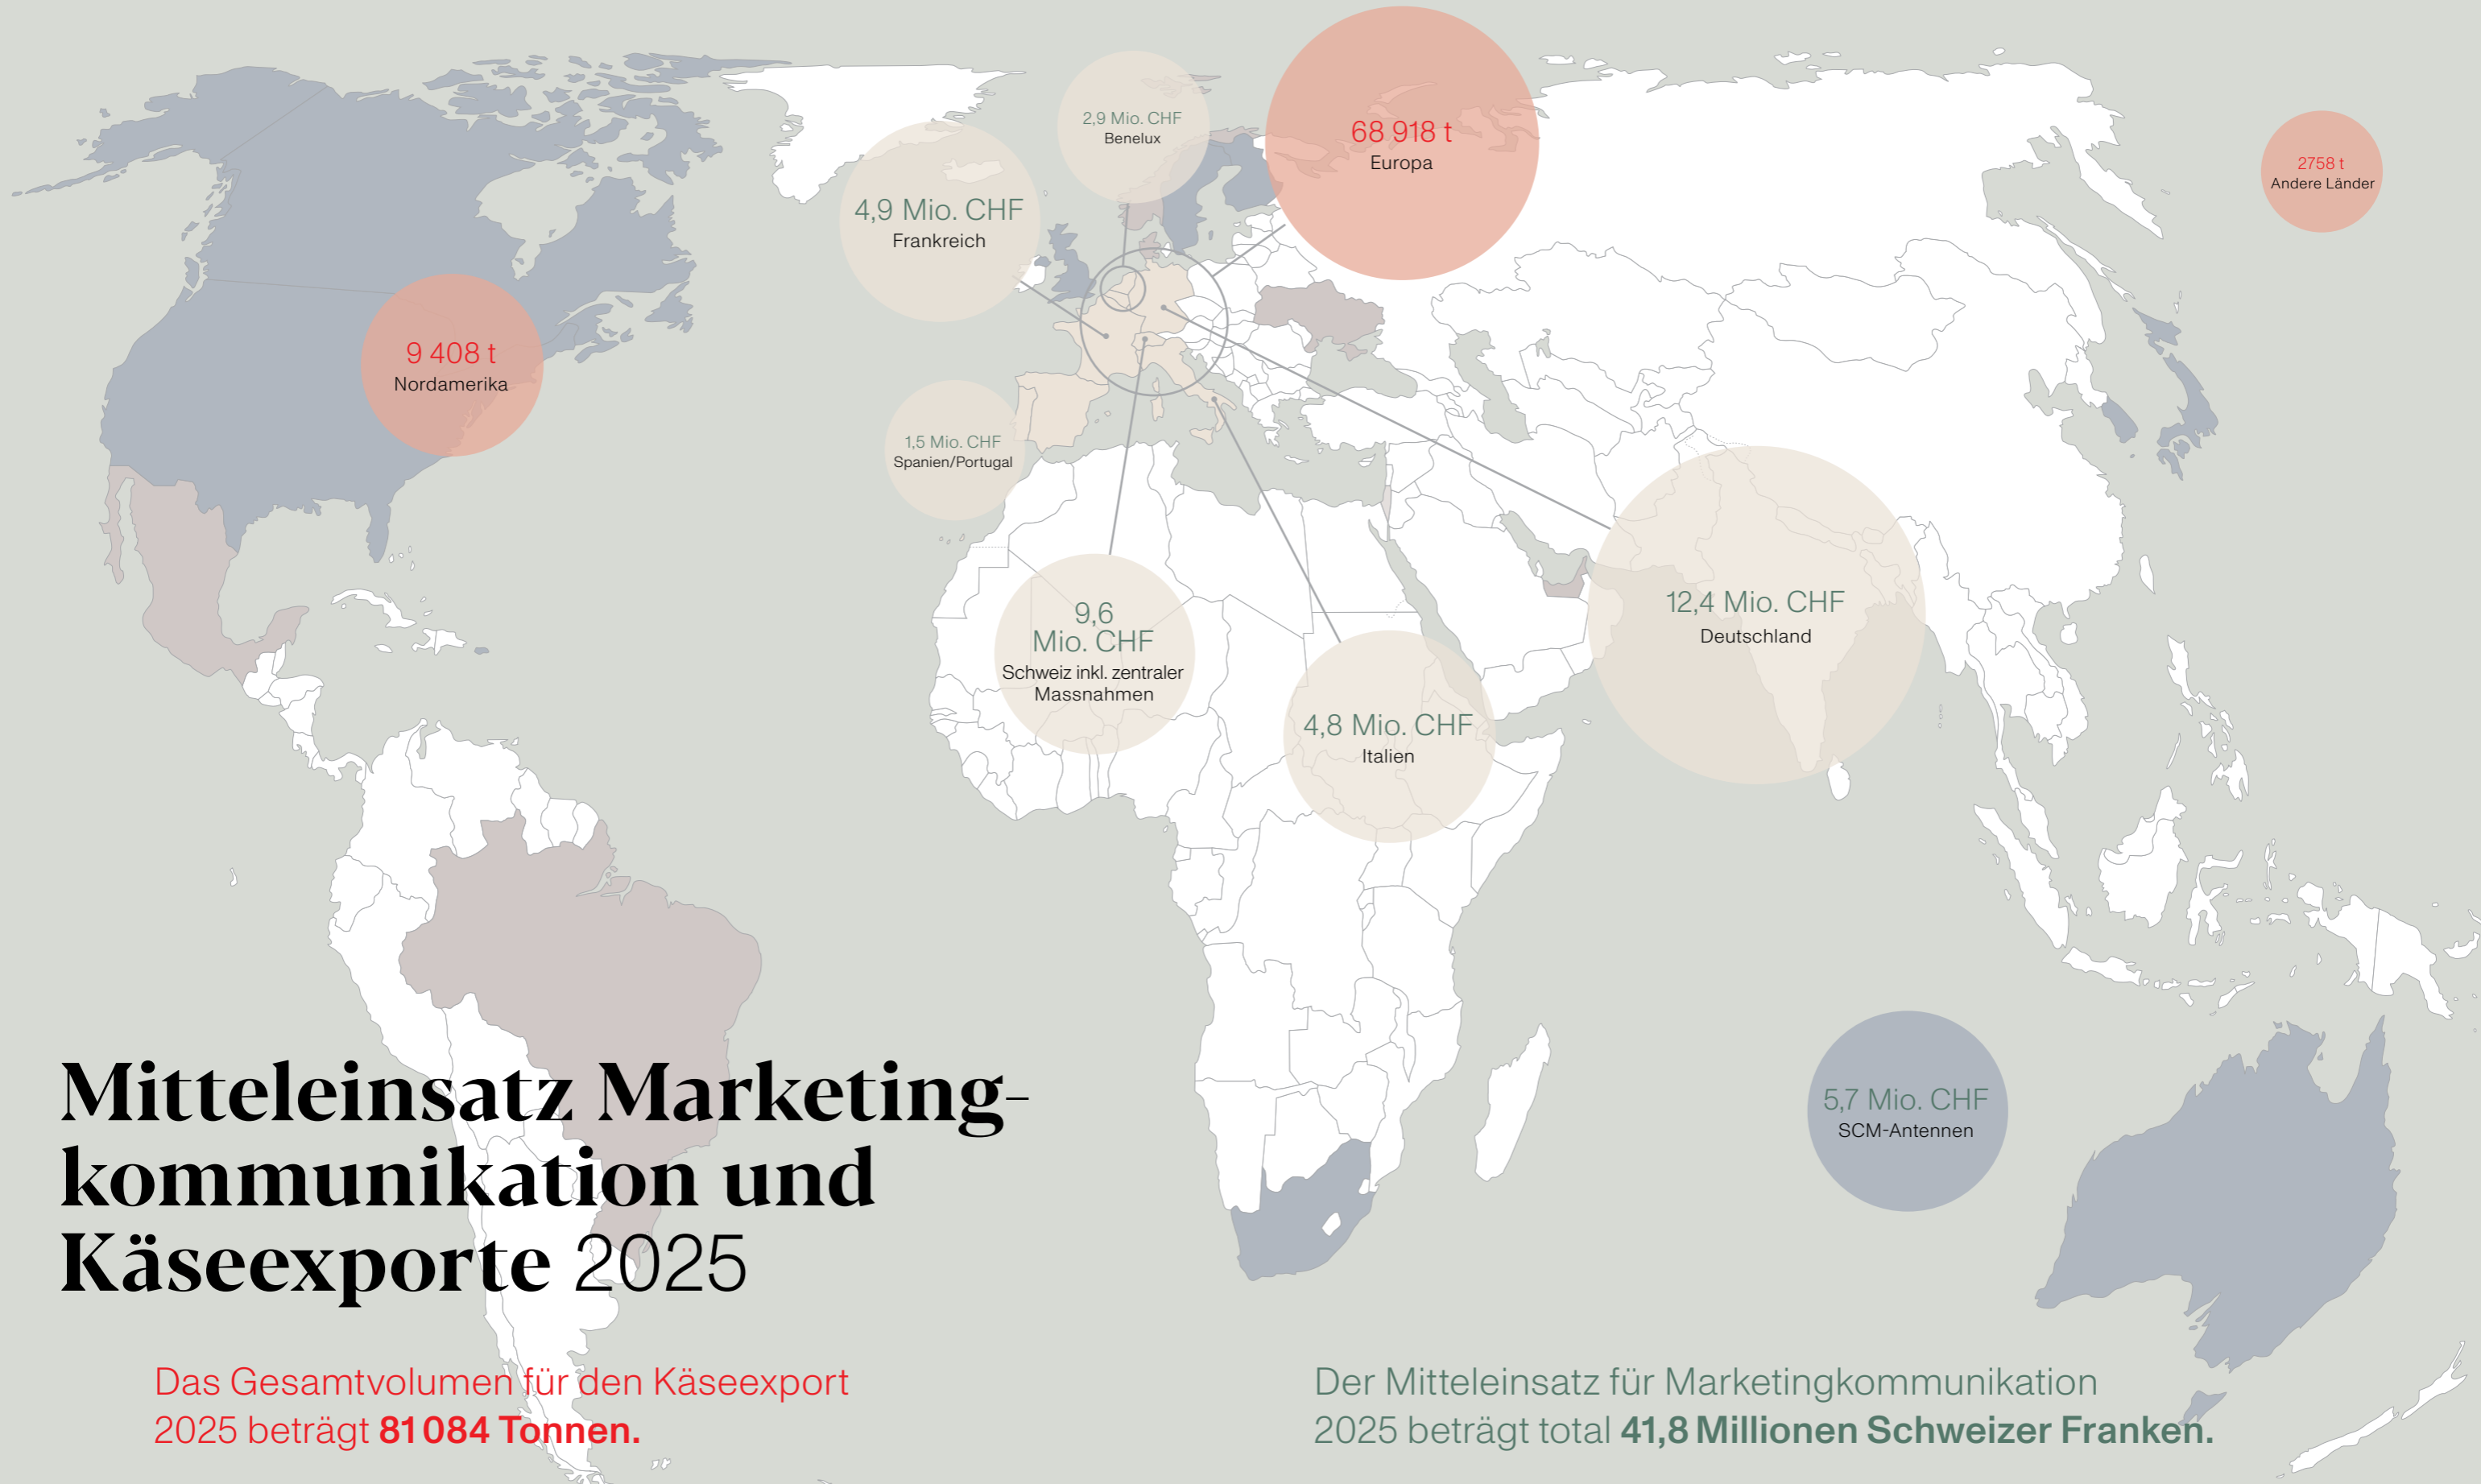 2,9 Mio. CHF
Benelux
68 918 t
Europa
2758 t
Andere Länder
4,9 Mio. CHF
Frankreich
9 408 t
Nordamerika
1,5 Mio. CHF
Spanien/Portugal
9,6
Mio. CHF
Schweiz inkl. zentraler
Massnahmen
12,4 Mio. CHF
Deutschland
4,8 Mio. CHF
Italien
5,7 Mio. CHF
SCM-Antennen
Mitteleinsatz Marketing-
kommunikation und
Käseexporte 2025
Das Gesamtvolumen für den Käseexport
2025 beträgt 81 084 Tonnen.
Der Mitteleinsatz für Marketingkommunikation
2025 beträgt total 41,8 Millionen Schweizer Franken.